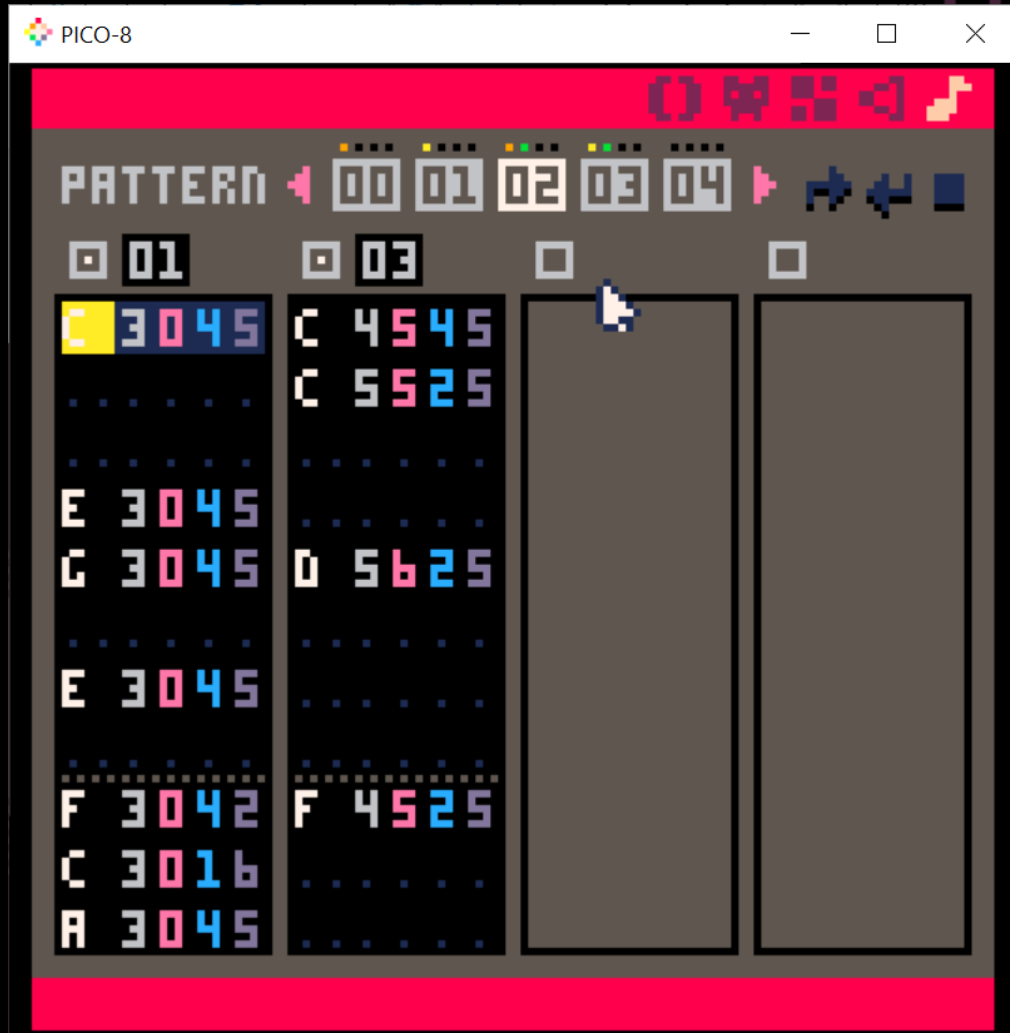 PICO-8
PATTERN 00 01 02 03 04
01 03
C 3045 C 4545
...... C 5525
...... ......
E 3045 ......
G 3045 D 5625
...... ......
E 3045 ......
...... ......
F 3042 F 4525
C 3016 ......
A 3045 ......